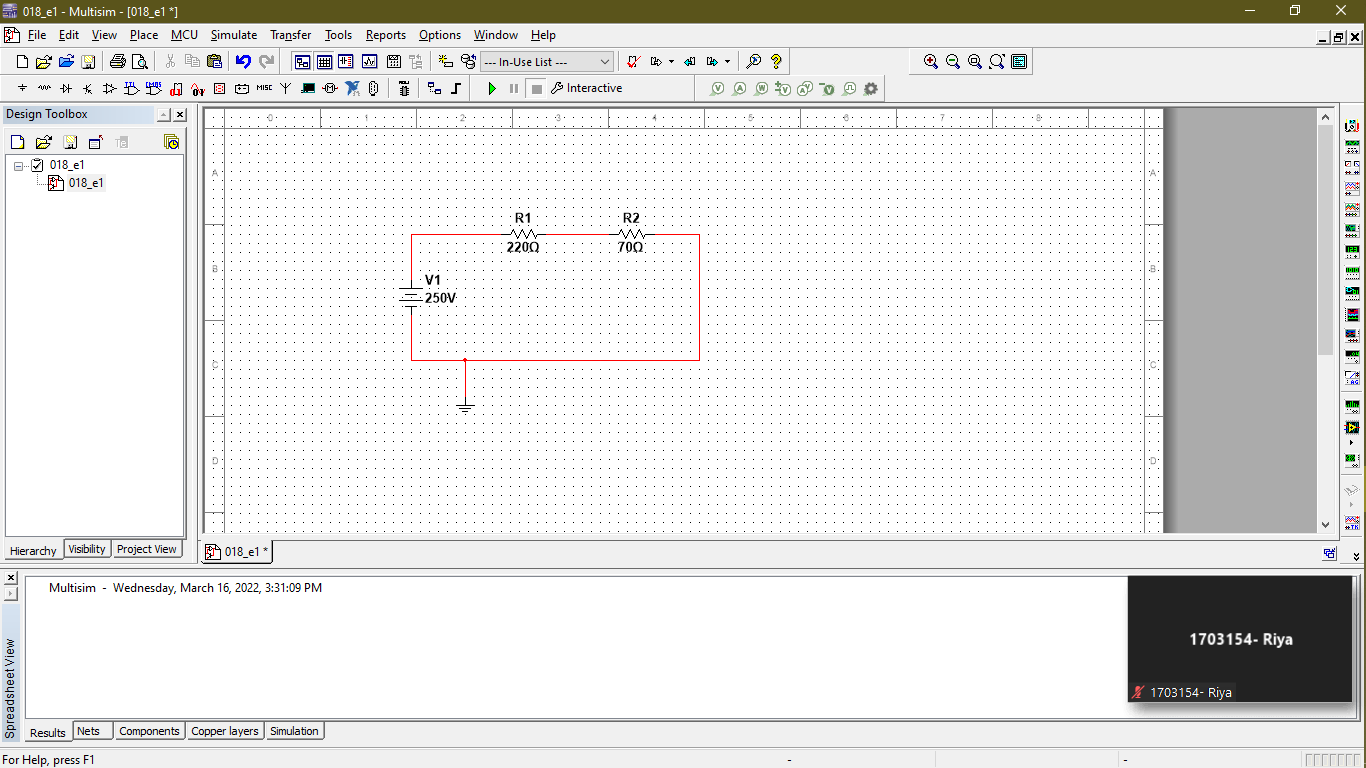 018_e1 - Multisim - [018_e1 *]
File Edit View Place MCU Simulate Transfer Tools Reports Options Window Help
--- In-Use List ---
MISC Interactive
Design Toolbox
018_e1
018_e1
0 1 2 3 4 5 6 7 8
A A
R1 R2
220Ω 70Ω
B B
V1
250V
C C
D D
Hierarchy Visibility Project View
018_e1 *
Multisim - Wednesday, March 16, 2022, 3:31:09 PM
Spreadsheet View
1703154- Riya
1703154- Riya
Results Nets Components Copper layers Simulation
For Help, press F1 - -